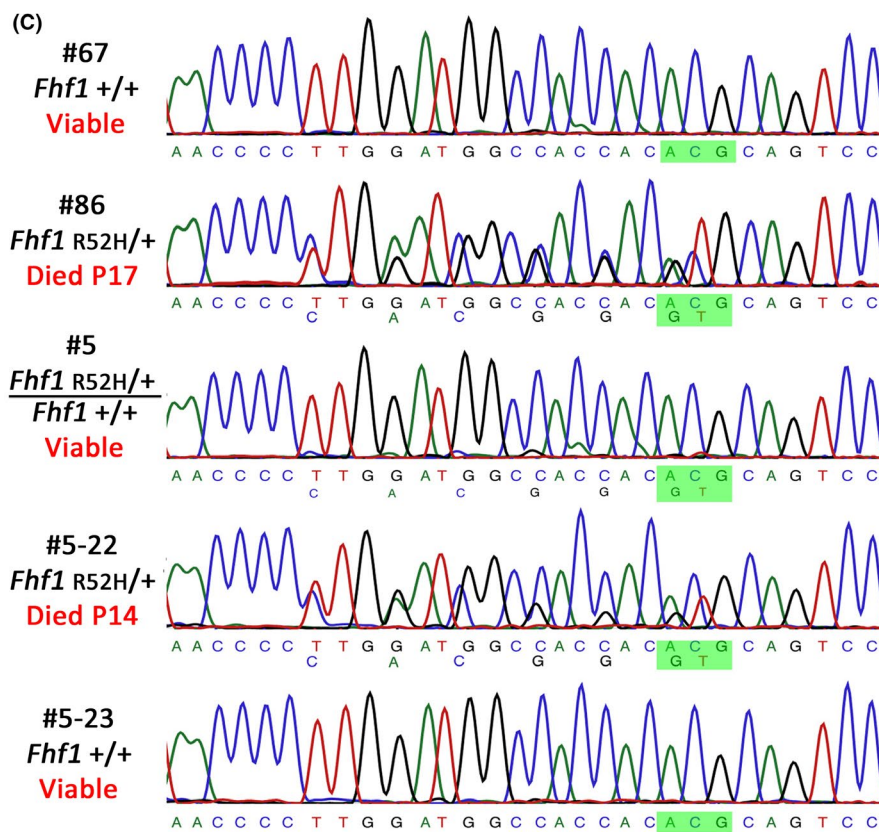 (C)
#67
Fhf1 +/+
Viable
A A C C C C T T G G A T G G C C A C C A C A C G C A G T C C
#86
Fhf1 R52H/+
Died P17
A A C C C C T T G G A T G G C C A C C A C A C G C A G T C C
C A C G G G T
#5
Fhf1 R52H/+
Fhf1 +/+
Viable
A A C C C C T T G G A T G G C C A C C A C A C G C A G T C C
C A C G G G T
#5-22
Fhf1 R52H/+
Died P14
A A C C C C T T G G A T G G C C A C C A C A C G C A G T C C
C A C G G G T
#5-23
Fhf1 +/+
Viable
A A C C C C T T G G A T G G C C A C C A C A C G C A G T C C